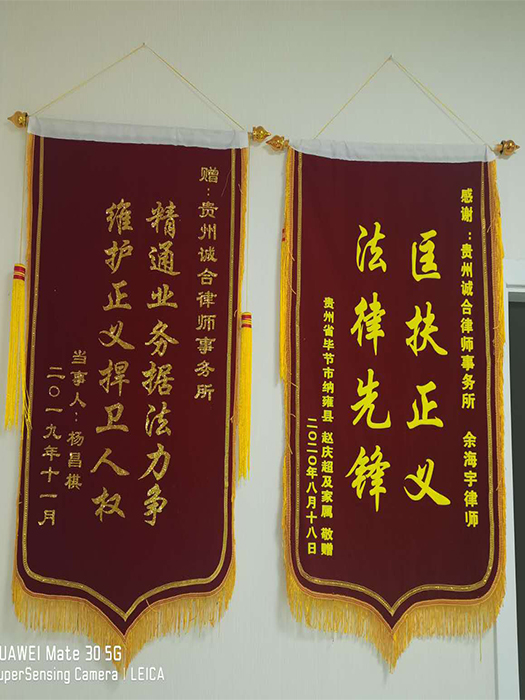 赠：贵州诚合律师事务所
精通业务据法力争
维护正义捍卫人权
当事人：杨昌棋
二〇一九年十一月
感谢：贵州诚合律师事务所 余海宇律师
匡扶正义
法律先锋
贵州省毕节市纳雍县 赵庆超及家属 敬赠
二〇二〇年八月十八日
HUAWEI Mate 30 5G
SuperSensing Camera | LEICA